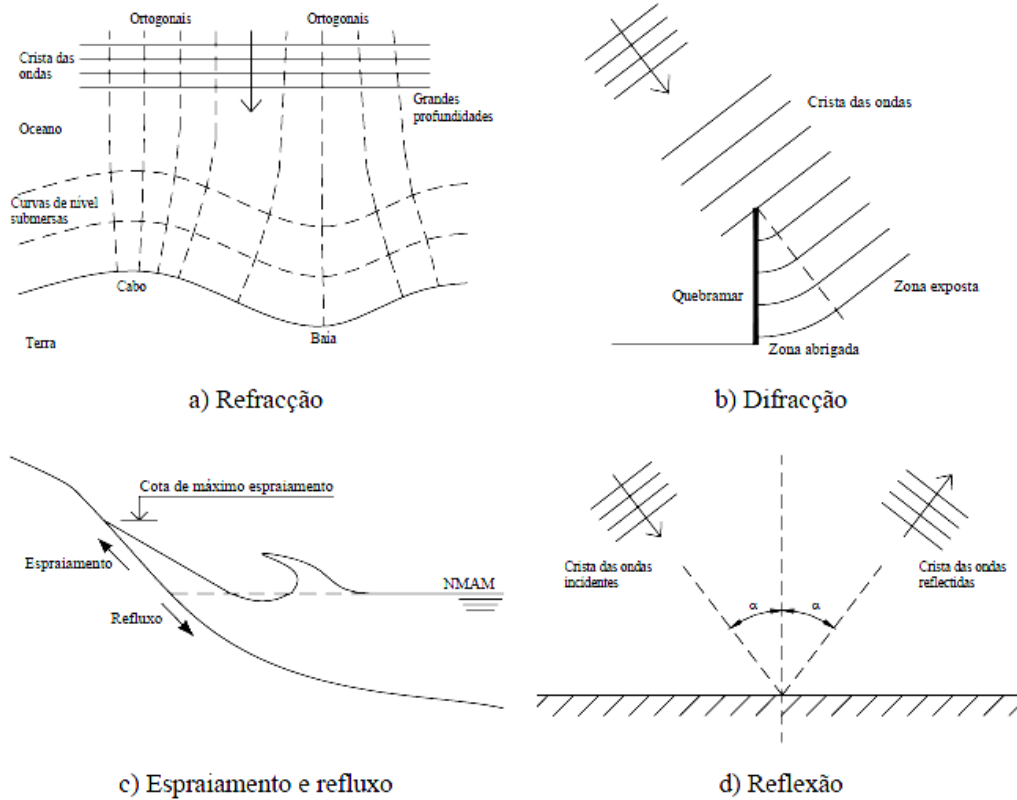 Ortogonais
Ortogonais
Crista das
ondas
Grandes
profundidades
Oceano
Curvas de nível
submersas
Cabo
Baia
Terra
a) Refracção
Crista das ondas
Quebramar
Zona exposta
Zona abrigada
b) Difracção
Cota de máximo espraiamento
Espraiamento
NMAM
Refluxo
c) Espraiamento e refluxo
Crista das ondas
incidentes
Crista das ondas
reflectidas
α
α
d) Reflexão